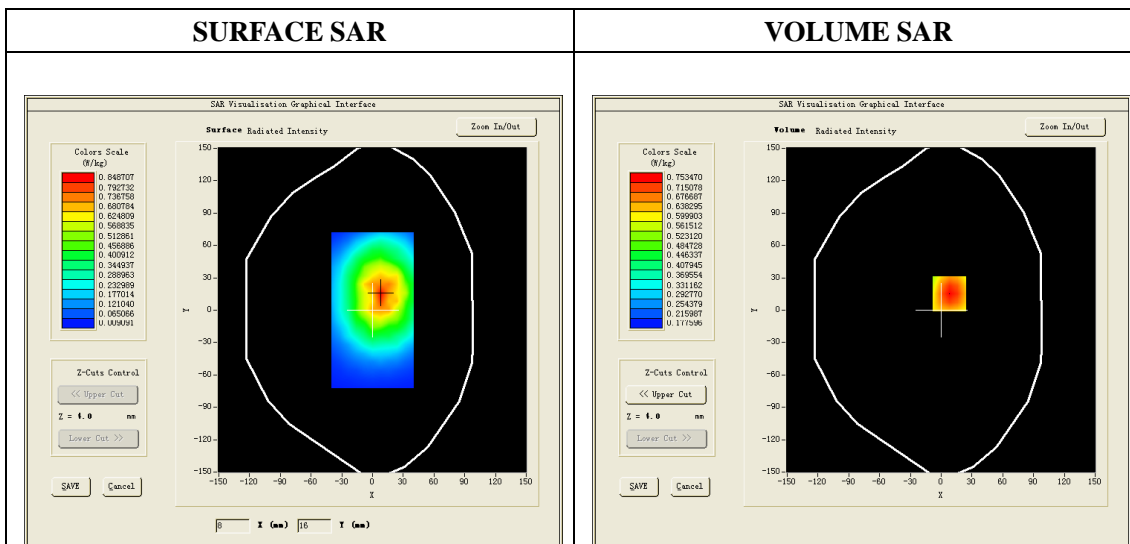 SURFACE SAR
VOLUME SAR
SAR Visualisation Graphical Interface
Surface Radiated Intensity
Zoom In/Out
Colors Scale
(W/kg)
0.848707
0.792732
0.736758
0.680784
0.624809
0.568835
0.512861
0.456886
0.400912
0.344937
0.288963
0.232989
0.177014
0.121040
0.065066
0.009091
150
120
90
60
30
0
-30
-60
-90
-120
-150
Y
-150 -120 -90 -60 -30 0 30 60 90 120 150
X
Z-Cuts Control
<< Upper Cut
Z = 4.0 mm
Lower Cut >>
SAVE Cancel
8 X (mm) 16 Y (mm)
SAR Visualisation Graphical Interface
Volume Radiated Intensity
Zoom In/Out
Colors Scale
(W/kg)
0.753470
0.715078
0.676687
0.638295
0.599903
0.561512
0.523120
0.484728
0.446337
0.407945
0.369554
0.331162
0.292770
0.254379
0.215987
0.177596
150
120
90
60
30
0
-30
-60
-90
-120
-150
Y
-150 -120 -90 -60 -30 0 30 60 90 120 150
X
Z-Cuts Control
<< Upper Cut
Z = 4.0 mm
Lower Cut >>
SAVE Cancel